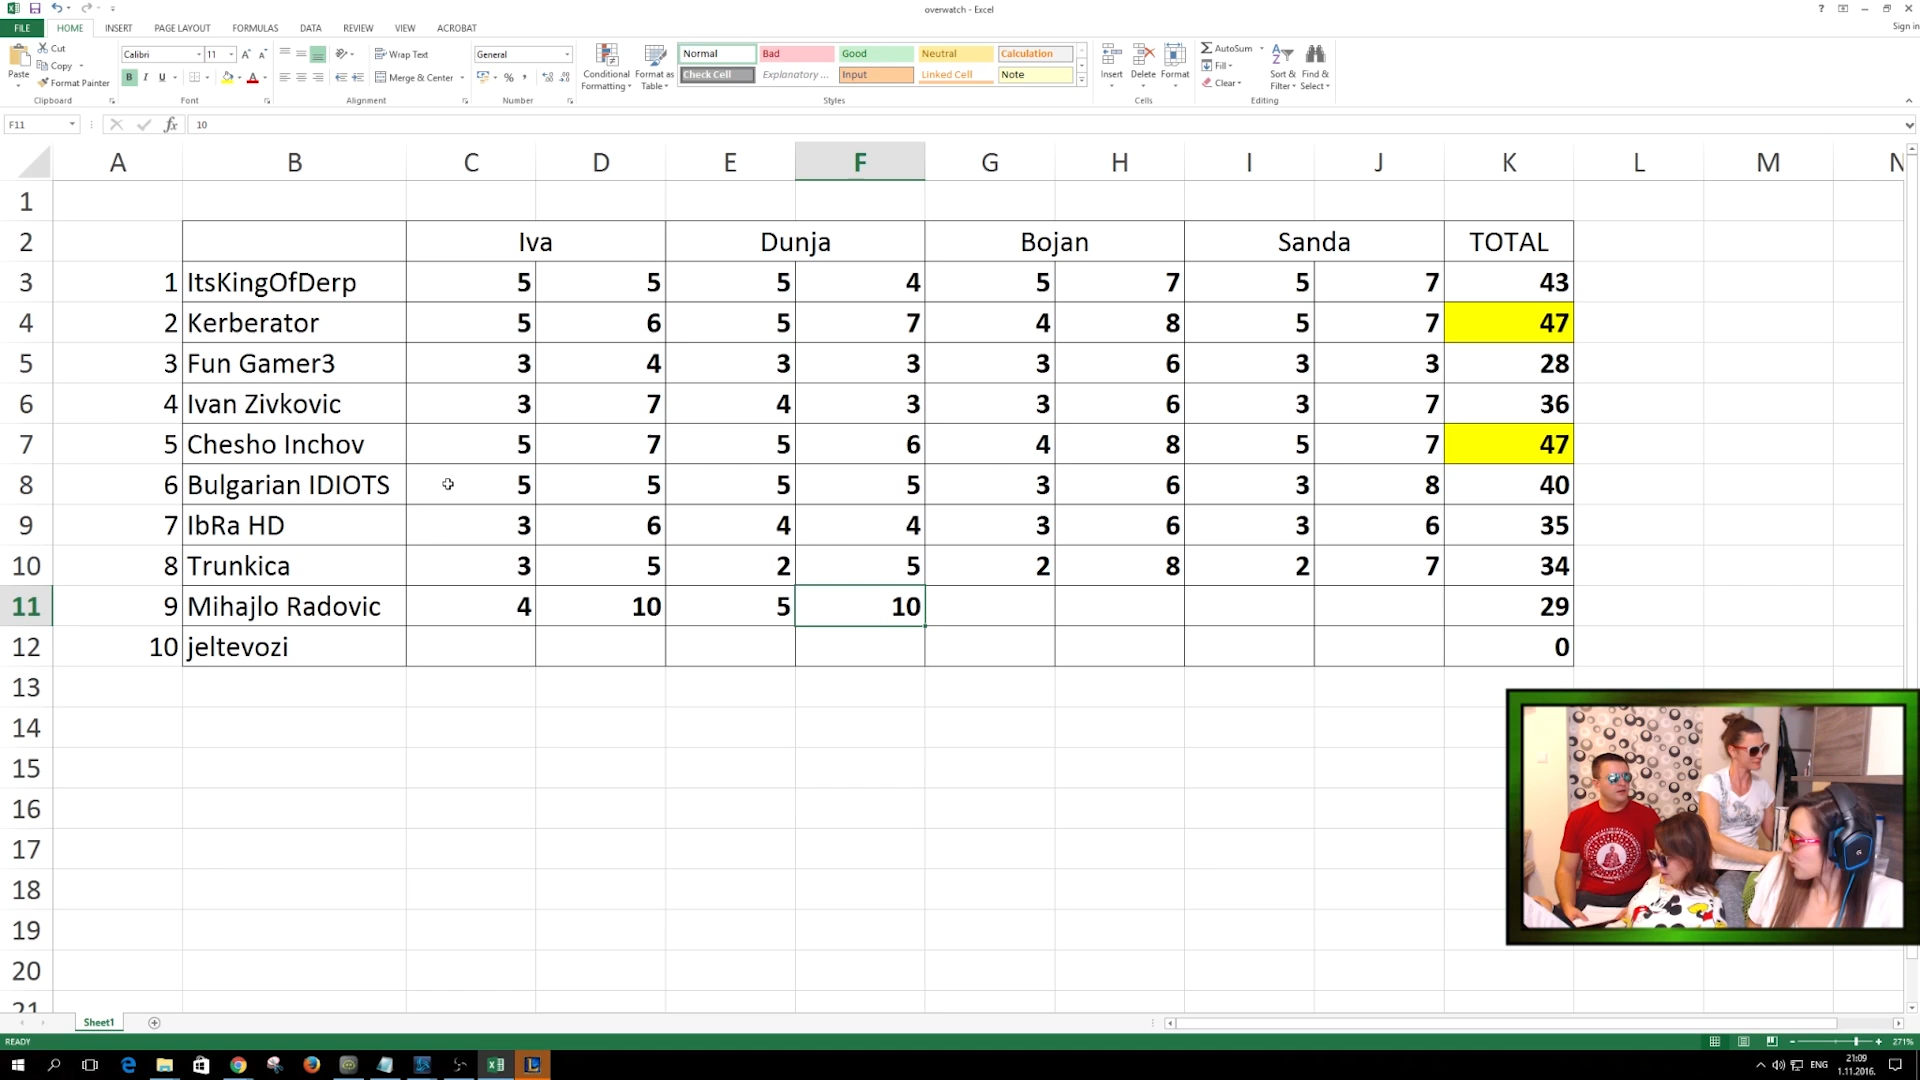 overwatch - Excel
Sign in
FILE HOME INSERT PAGE LAYOUT FORMULAS DATA REVIEW VIEW ACROBAT
Paste Cut Copy Format Painter Clipboard
Calibri 11 B I U Font
Wrap Text Merge & Center Alignment
General % Number
Conditional Formatting Format as Table
Normal Bad Good Neutral Calculation
Check Cell Explanatory ... Input Linked Cell Note
Styles
Insert Delete Format Cells
AutoSum Fill Clear Sort & Filter Find & Select Editing
F11 fx 10
A B C D E F G H I J K L M N
1
2 Iva Dunja Bojan Sanda TOTAL
3 1 ItsKingOfDerp 5 5 5 4 5 7 5 7 43
4 2 Kerberator 5 6 5 7 4 8 5 7 47
5 3 Fun Gamer3 3 4 3 3 3 6 3 3 28
6 4 Ivan Zivkovic 3 7 4 3 3 6 3 7 36
7 5 Chesho Inchov 5 7 5 6 4 8 5 7 47
8 6 Bulgarian IDIOTS 5 5 5 5 3 6 3 8 40
9 7 IbRa HD 3 6 4 4 3 6 3 6 35
10 8 Trunkica 3 5 2 5 2 8 2 7 34
11 9 Mihajlo Radovic 4 10 5 10 29
12 10 jeltevozi 0
13
14
15
16
17
18
19
20
21
Sheet1
READY 271%
ENG 21:09
1.11.2016.